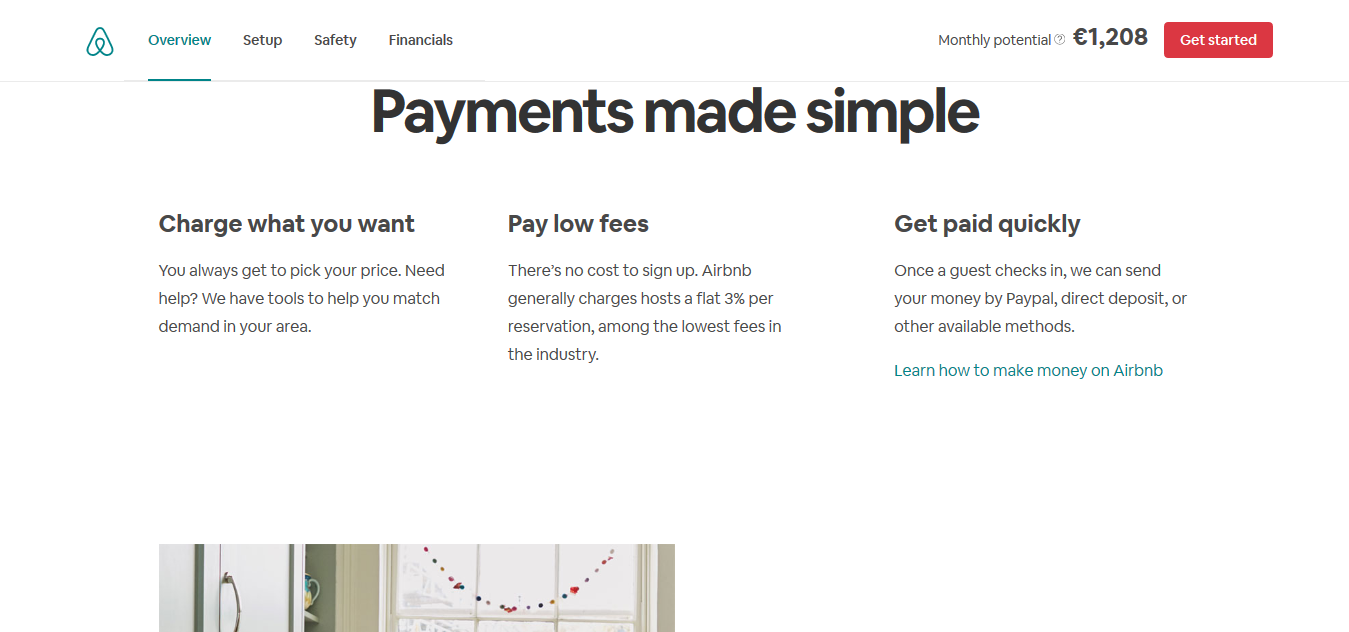 Overview Setup Safety Financials Monthly potential ? €1,208 Get started
Payments made simple
Charge what you want
You always get to pick your price. Need
help? We have tools to help you match
demand in your area.
Pay low fees
There’s no cost to sign up. Airbnb
generally charges hosts a flat 3% per
reservation, among the lowest fees in
the industry.
Get paid quickly
Once a guest checks in, we can send
your money by Paypal, direct deposit, or
other available methods.
Learn how to make money on Airbnb